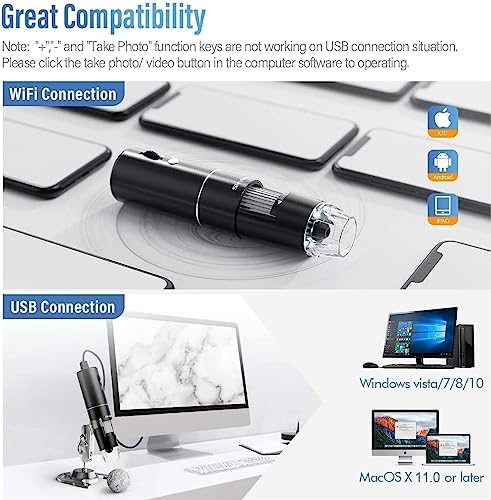 Great Compatibility
Note: "+","-" and "Take Photo" function keys are not working on USB connection situation.
Please click the take photo/ video button in the computer software to operating.
WiFi Connection
IOS
Android
IPAD
USB Connection
Windows vista/7/8/10
MacOS X 11.0 or later